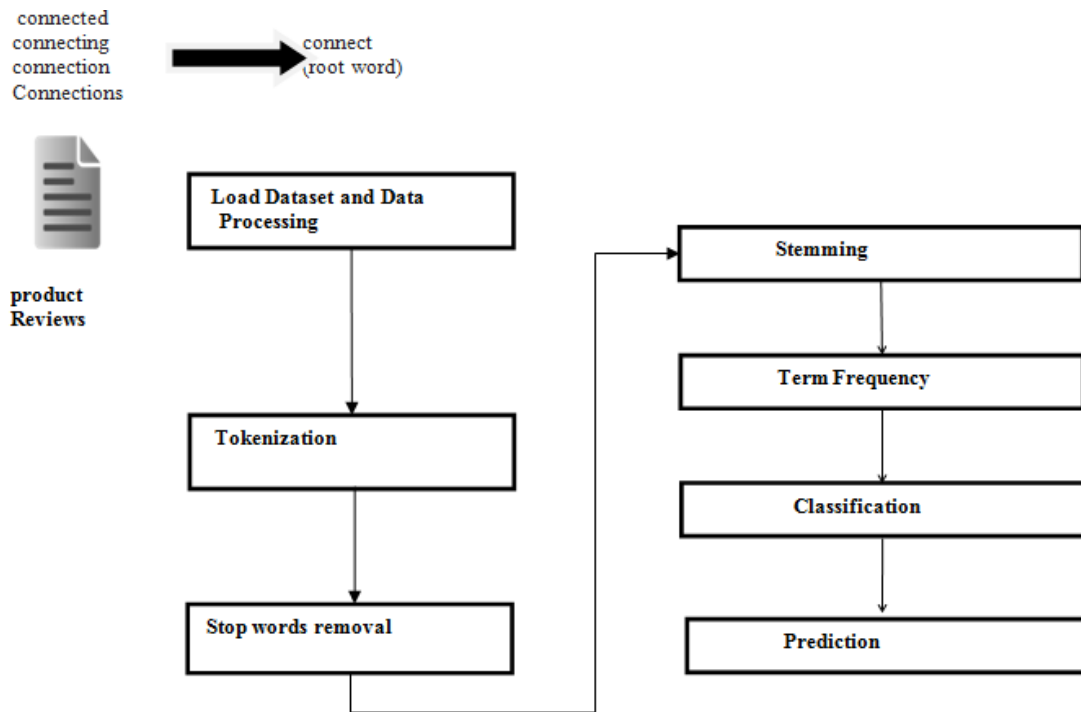 connected
connecting
connection
Connections
connect
(root word)
product
Reviews
Load Dataset and Data
Processing
Tokenization
Stop words removal
Stemming
Term Frequency
Classification
Prediction